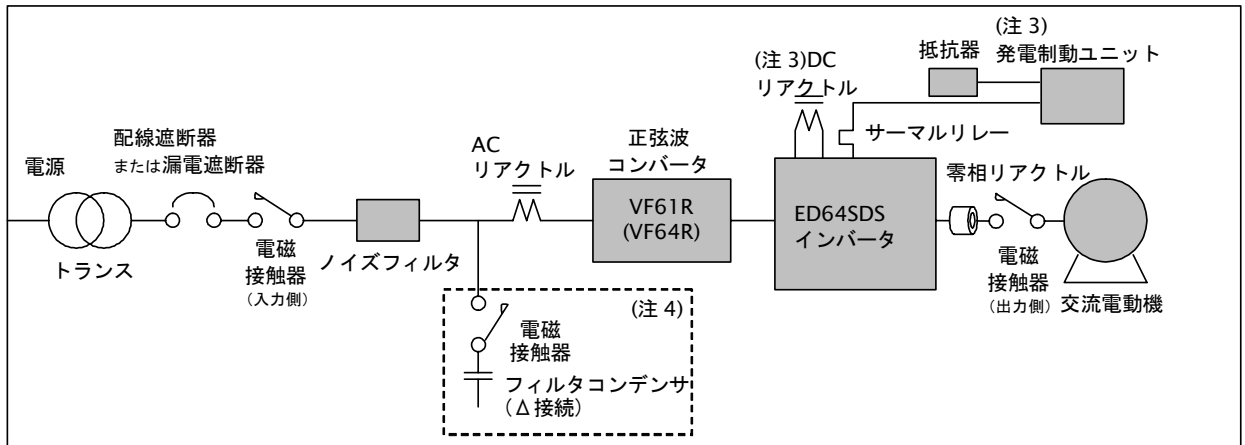 電源
トランス
配線遮断器
または漏電遮断器
電磁
接触器
(入力側)
ノイズフィルタ
AC
リアクトル
(注 4)
電磁
接触器
フィルタコンデンサ
(Δ接続)
正弦波
コンバータ
VF61R
(VF64R)
(注 3)DC
リアクトル
抵抗器
(注 3)
発電制動ユニット
サーマルリレー
ED64SDS
インバータ
零相リアクトル
電磁
接触器
(出力側)
交流電動機